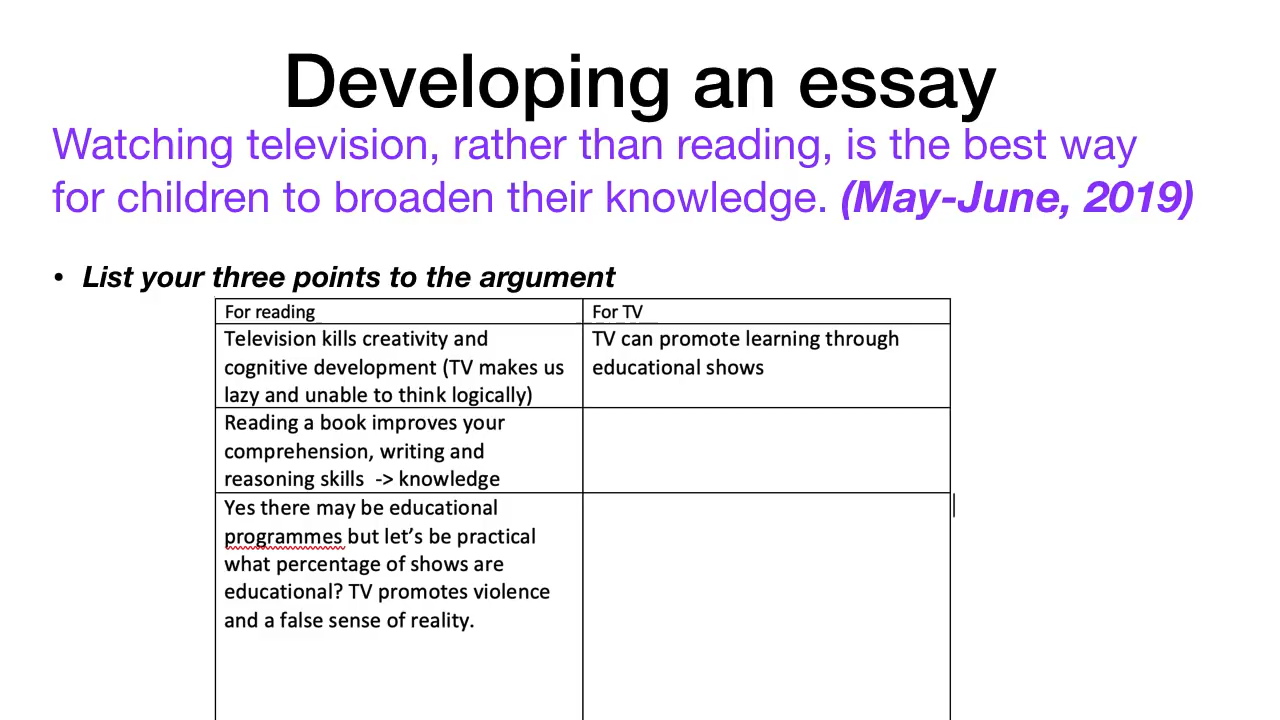 Developing an essay
Watching television, rather than reading, is the best way
for children to broaden their knowledge. (May-June, 2019)
• List your three points to the argument
For reading
For TV
Television kills creativity and
cognitive development (TV makes us
lazy and unable to think logically)
TV can promote learning through
educational shows
Reading a book improves your
comprehension, writing and
reasoning skills -> knowledge
Yes there may be educational
programmes but let’s be practical
what percentage of shows are
educational? TV promotes violence
and a false sense of reality.